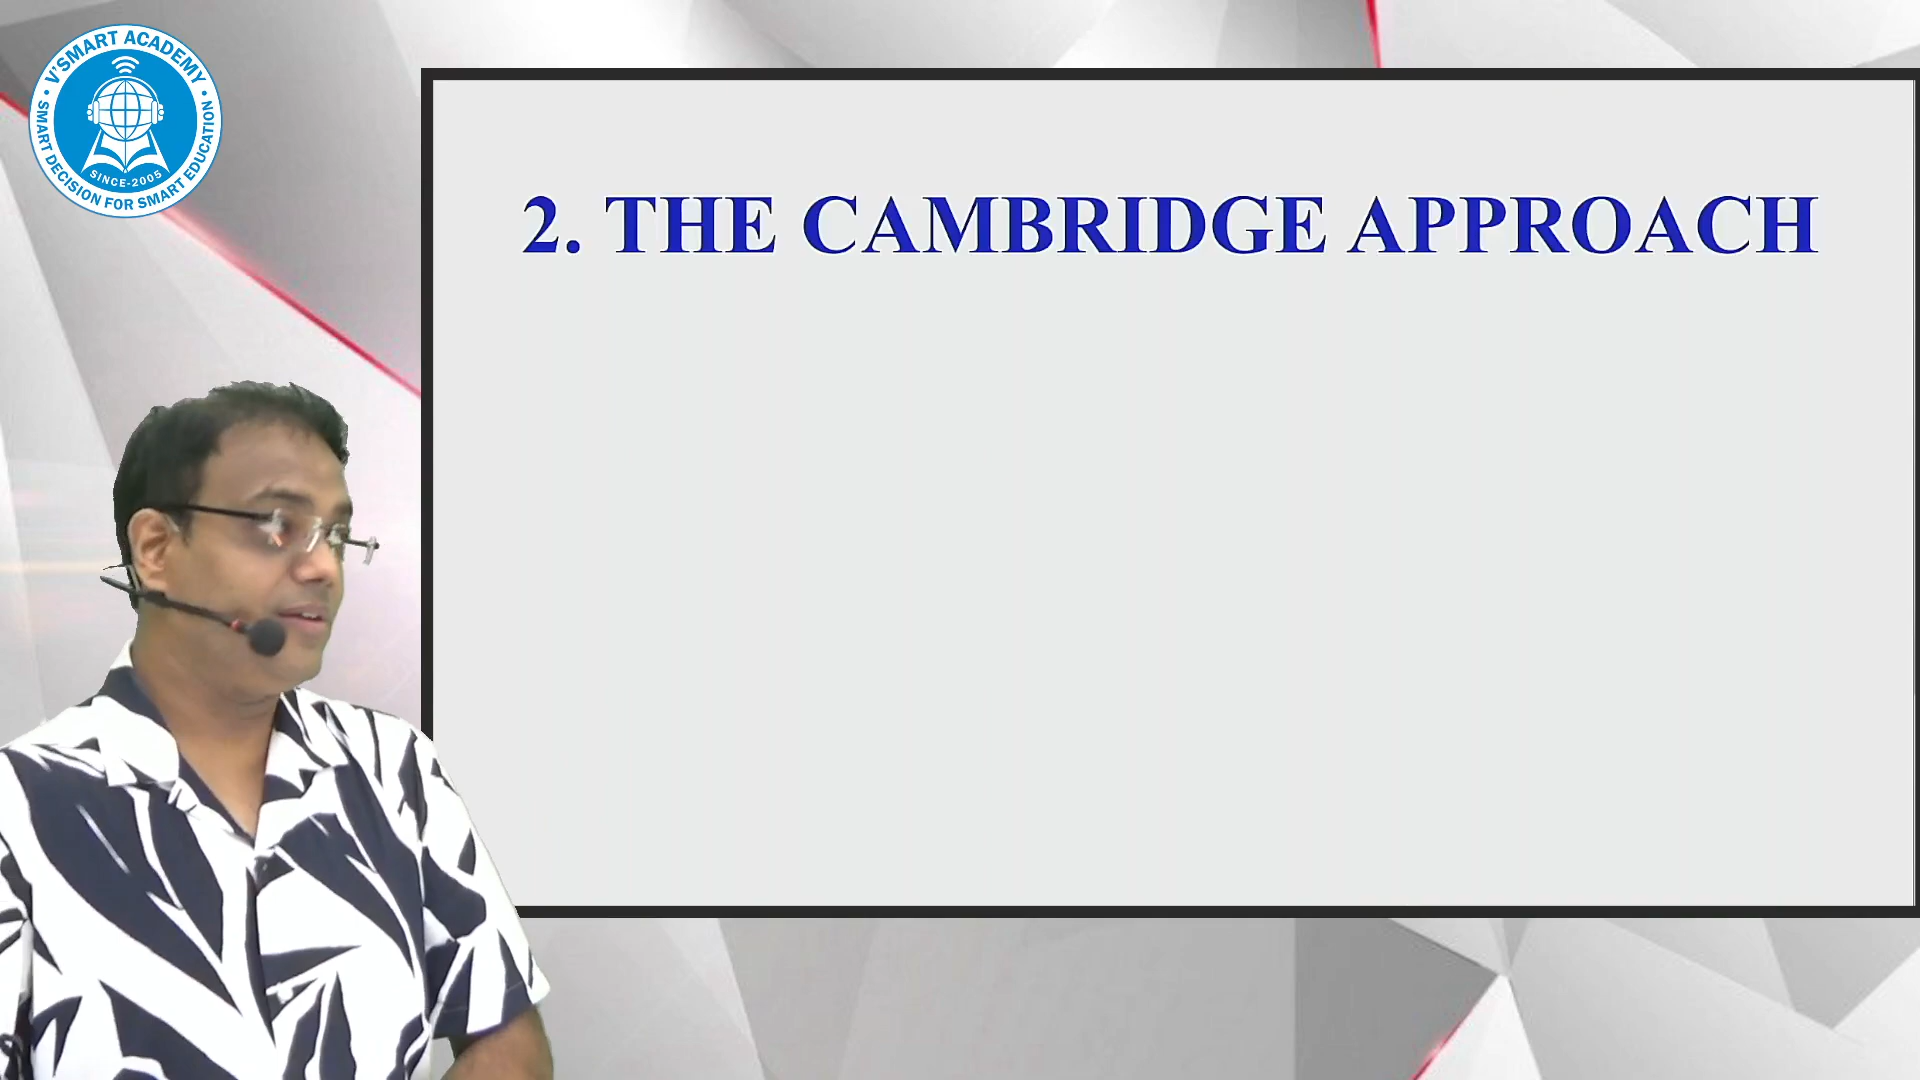 V'SMART ACADEMY
SMART DECISION FOR SMART EDUCATION
SINCE-2005
2. THE CAMBRIDGE APPROACH